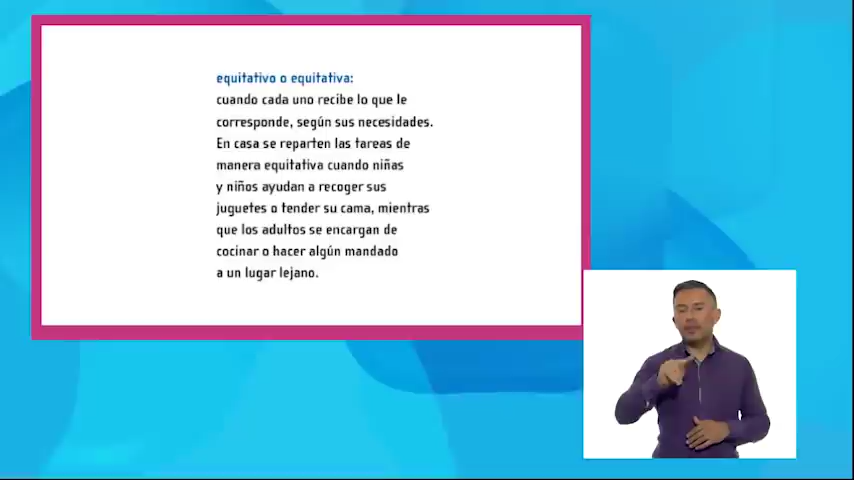 equitativo o equitativa:
cuando cada uno recibe lo que le
corresponde, según sus necesidades.
En casa se reparten las tareas de
manera equitativa cuando niñas
y niños ayudan a recoger sus
juguetes o tender su cama, mientras
que los adultos se encargan de
cocinar o hacer algún mandado
a un lugar lejano.